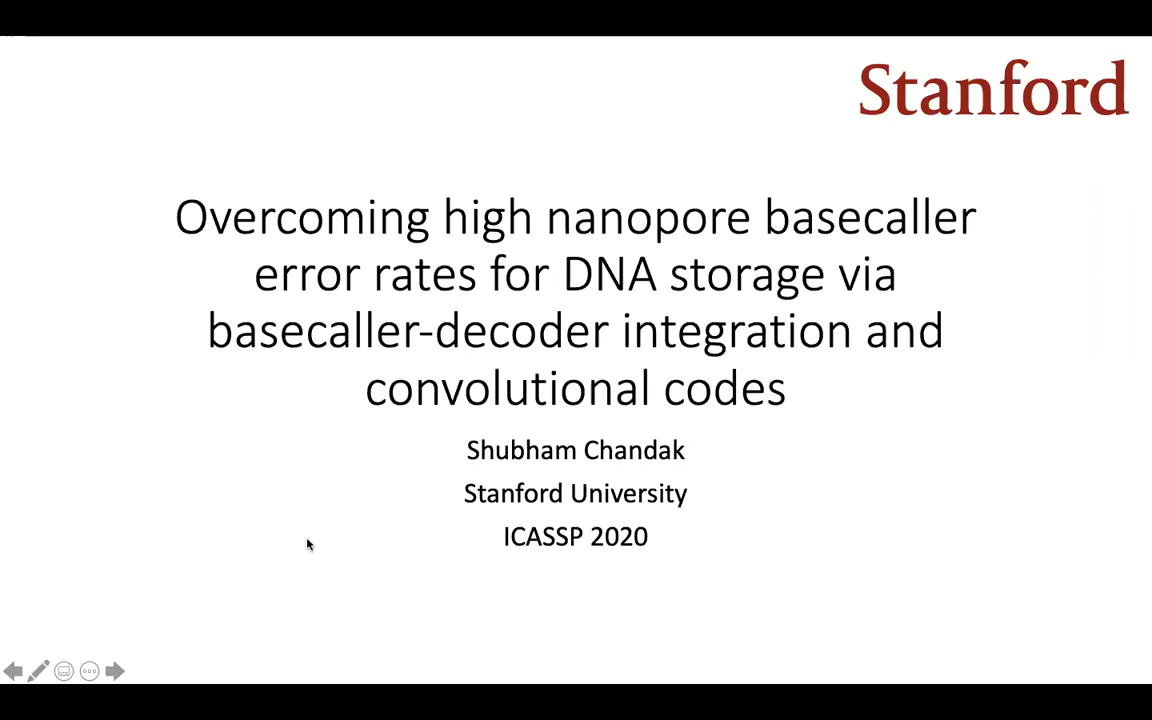 Stanford
Overcoming high nanopore basecaller
error rates for DNA storage via
basecaller-decoder integration and
convolutional codes
Shubham Chandak
Stanford University
ICASSP 2020